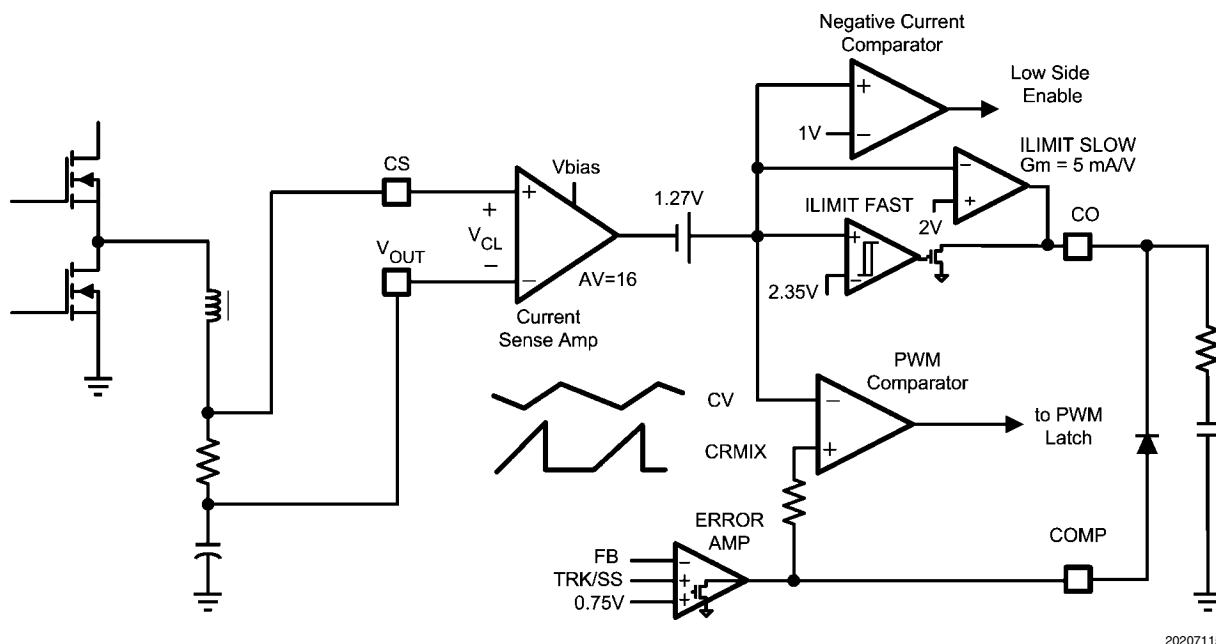 Negative Current
Comparator
+
1V
−
Low Side
Enable
ILIMIT SLOW
Gm = 5 mA/V
−
+
2V
CO
CS
Vbias
+
+
V_CL
−
V_OUT
−
AV=16
Current
Sense Amp
1.27V
ILIMIT FAST
+
−
2.35V
PWM
Comparator
−
+
CV
CRMIX
to PWM
Latch
ERROR
AMP
COMP
FB
TRK/SS
0.75V
−
+
+